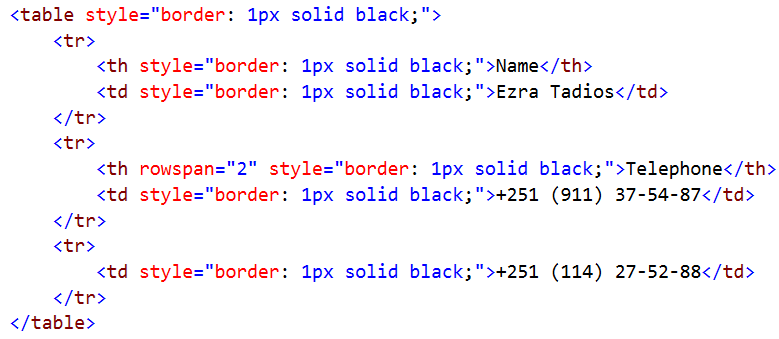 <table style="border: 1px solid black;">
    <tr>
        <th style="border: 1px solid black;">Name</th>
        <td style="border: 1px solid black;">Ezra Tadios</td>
    </tr>
    <tr>
        <th rowspan="2" style="border: 1px solid black;">Telephone</th>
        <td style="border: 1px solid black;">+251 (911) 37-54-87</td>
    </tr>
    <tr>
        <td style="border: 1px solid black;">+251 (114) 27-52-88</td>
    </tr>
</table>